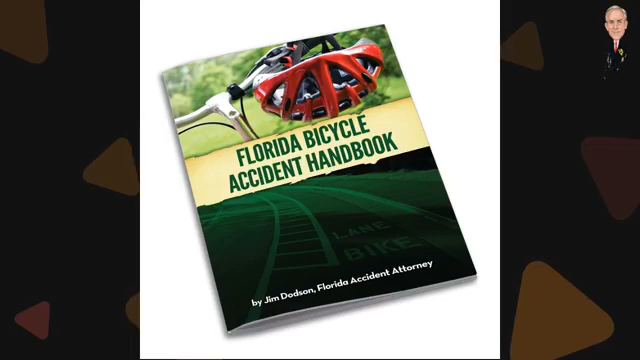 FLORIDA BICYCLE
ACCIDENT HANDBOOK
LANE
BIKE
by Jim Dodson, Florida Accident Attorney